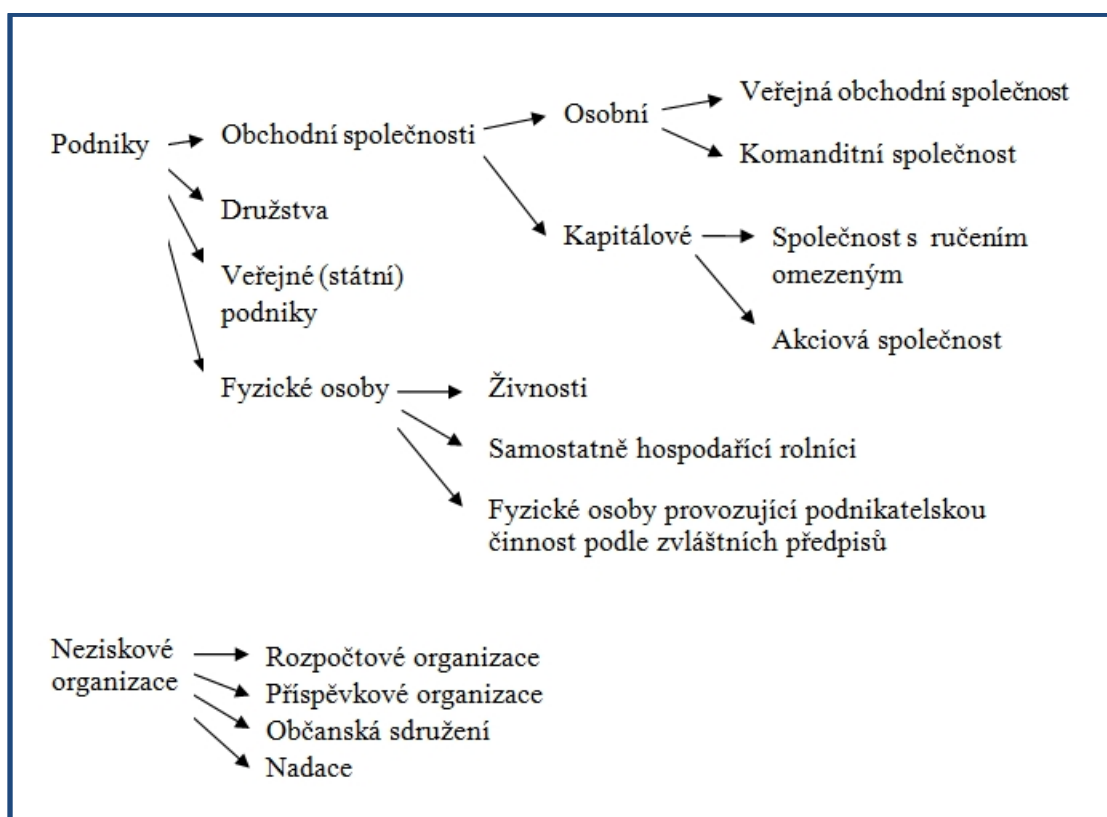 Veřejná obchodní společnost
Osobní
Podniky
Obchodní společnosti
Komanditní společnost
Družstva
Kapitálové
Společnost s ručením
omezeným
Veřejné (státní)
podniky
Akciová společnost
Fyzické osoby
Živnosti
Samostatně hospodařící rolníci
Fyzické osoby provozující podnikatelskou
činnost podle zvláštních předpisů
Neziskové
organizace
Rozpočtové organizace
Příspěvkové organizace
Občanská sdružení
Nadace